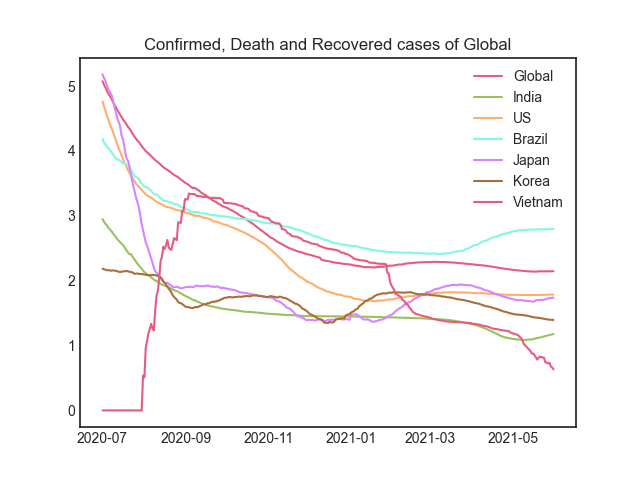 Confirmed, Death and Recovered cases of Global
5
4
3
2
1
0
2020-07
2020-09
2020-11
2021-01
2021-03
2021-05
Global
India
US
Brazil
Japan
Korea
Vietnam